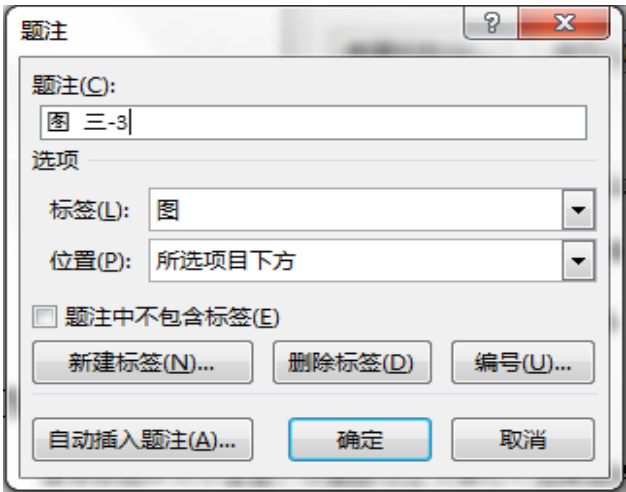 题注
题注(C):
图 三-3
选项
标签(L): 图
位置(P): 所选项目下方
题注中不包含标签(E)
新建标签(N)... 删除标签(D) 编号(U)...
自动插入题注(A)... 确定 取消